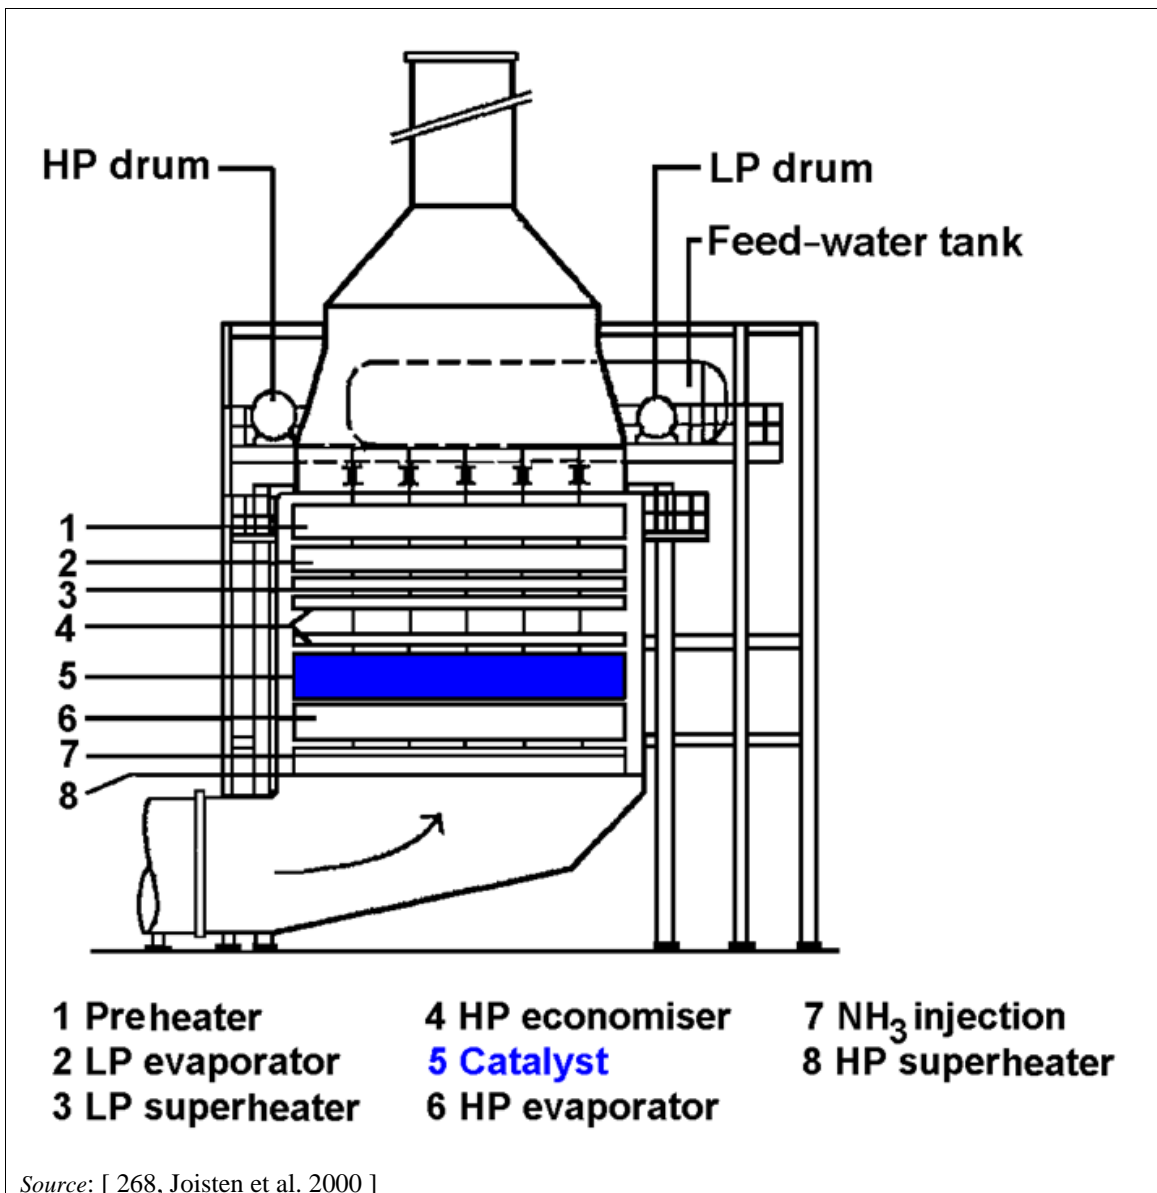 HP drum
LP drum
Feed-water tank
1
2
3
4
5
6
7
8
1 Preheater
2 LP evaporator
3 LP superheater
4 HP economiser
5 Catalyst
6 HP evaporator
7 NH3 injection
8 HP superheater
Source: [ 268, Joisten et al. 2000 ]